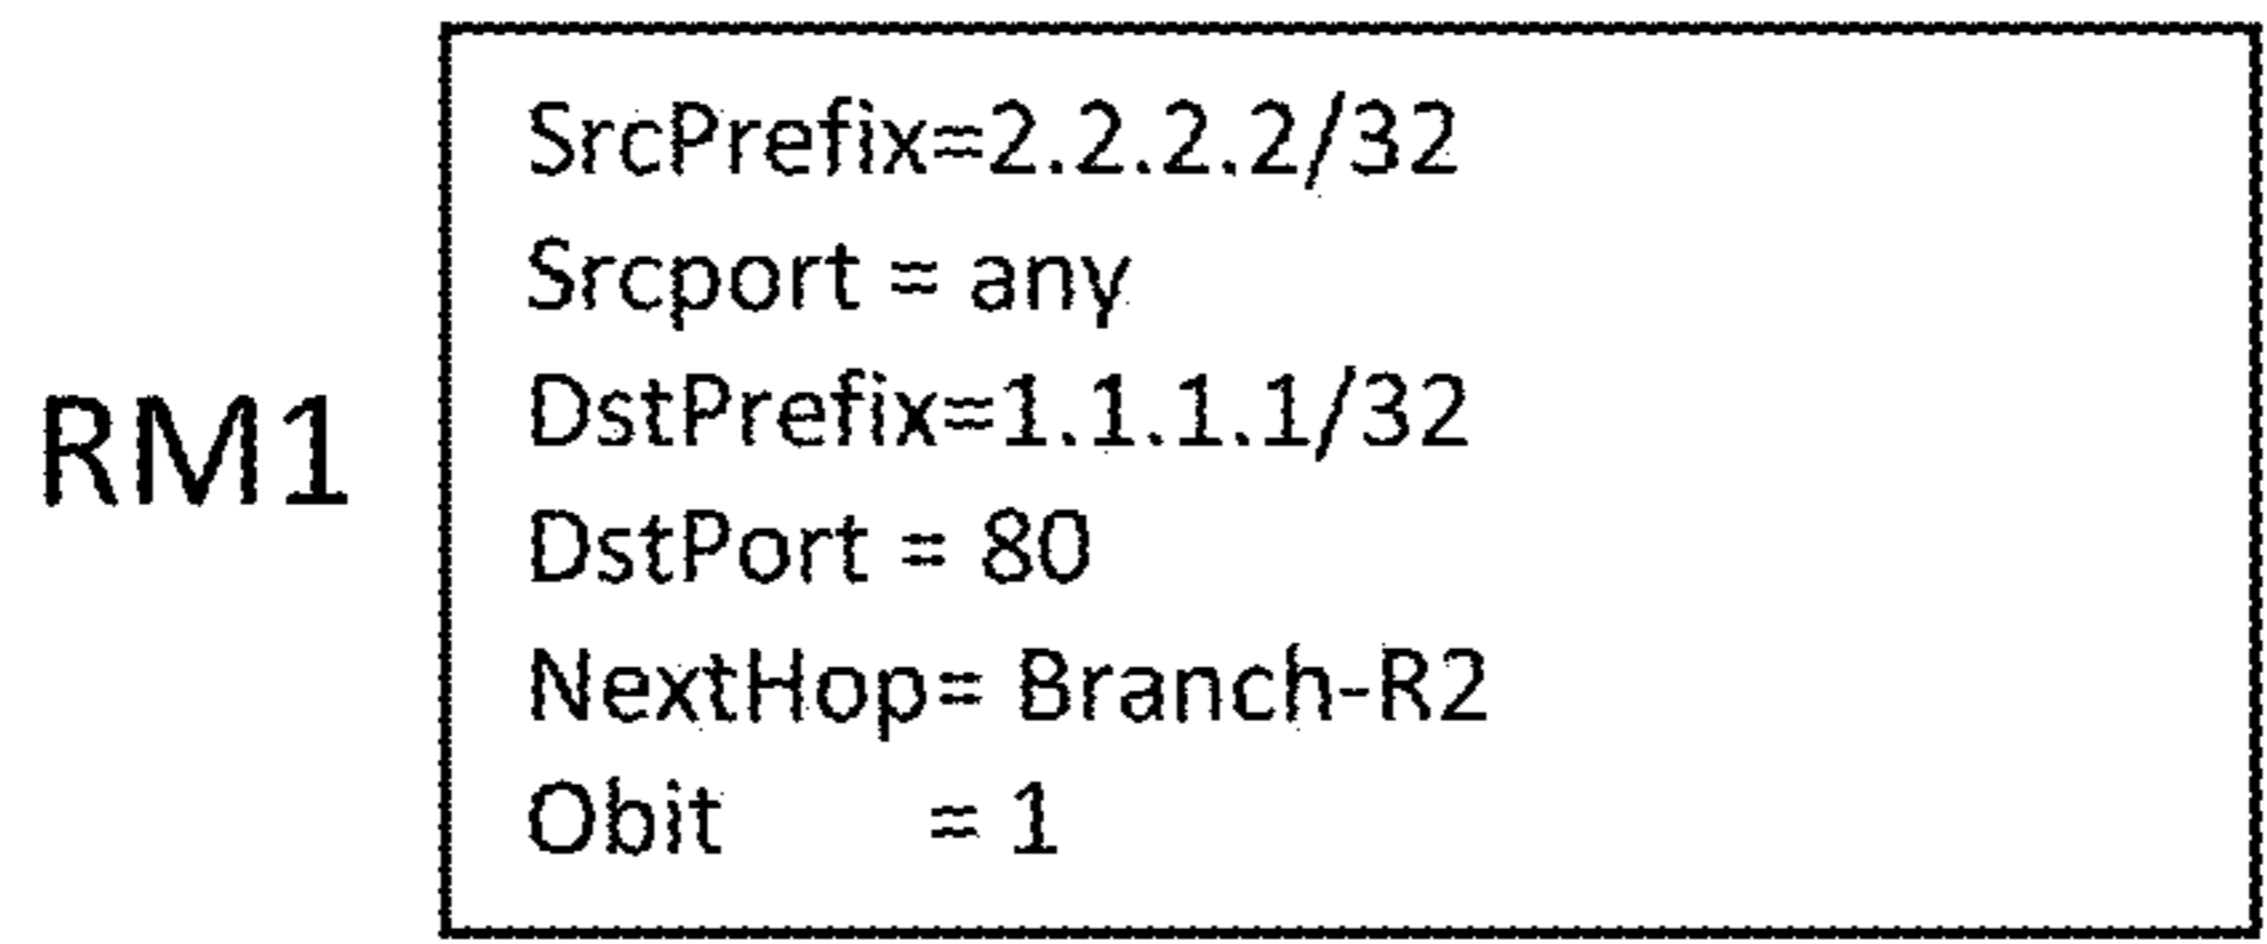 RM1
SrcPrefix=2.2.2.2/32
Srcport = any
DstPrefix=1.1.1.1/32
DstPort = 80
NextHop= Branch-R2
Obit = 1